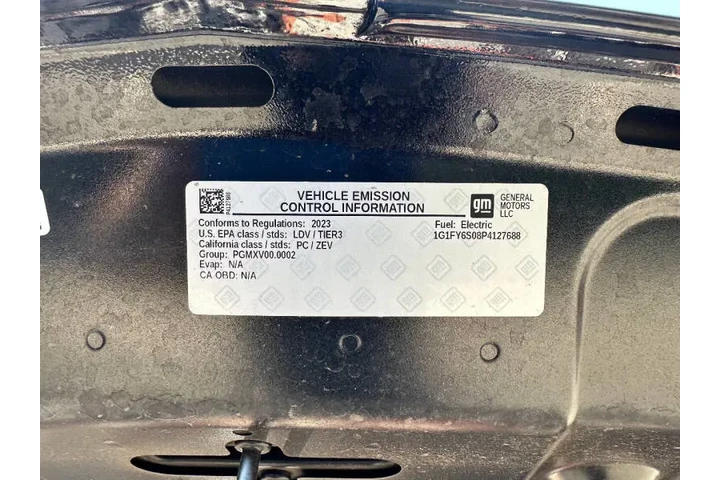 P4127688
VEHICLE EMISSION
CONTROL INFORMATION
gm
GENERAL
MOTORS
LLC
Conforms to Regulations: 2023
U.S. EPA class / stds: LDV / TIER3
California class / stds: PC / ZEV
Group: PGMXV00.0002
Evap: N/A
CA OBD: N/A
Fuel: Electric
1G1FY6S08P4127688